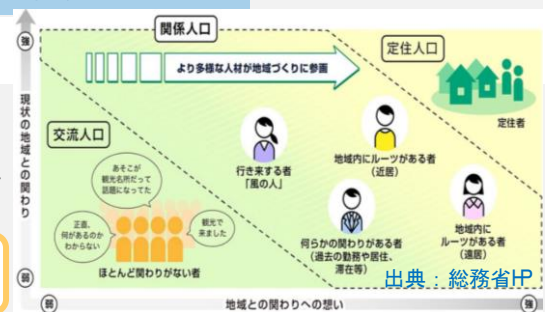 強
関係人口
定住人口
より多様な人材が地域づくりに参画
現状の地域との関わり
交流人口
定住者
あそこが
観光名所だって
話題になってた
正直、
何があるのか
わからない
観光で
来ました
ほとんど関わりがない者
行き来する者
「風の人」
地域内にルーツがある者
(近居)
何らかの関わりがある者
(過去の勤務や居住、
滞在等)
地域内に
ルーツがある者
(遠居)
出典:総務省HP
弱
弱
地域との関わりへの想い
強